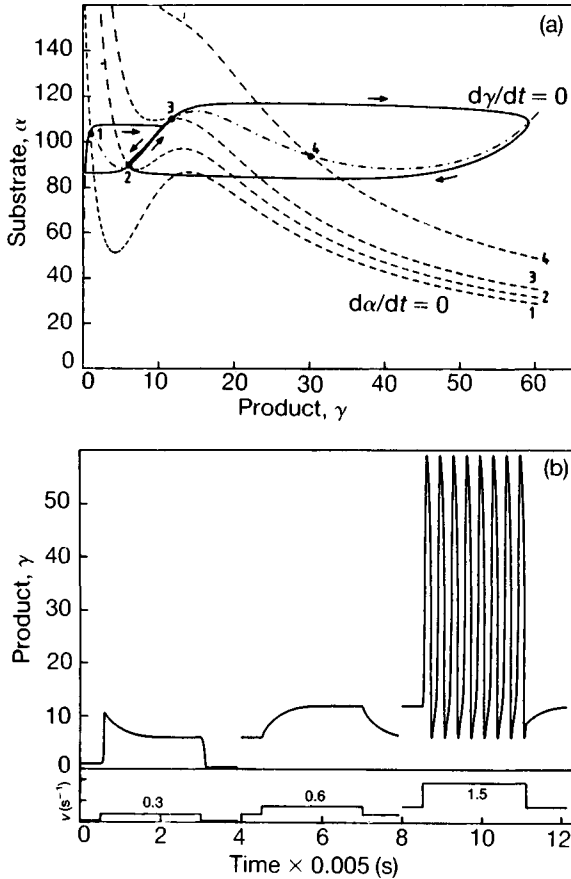 (a)
140
120
100
80
60
40
20
0
Substrate, α
dγ/dt = 0
1
2
3
4
4
3
2
1
dα/dt = 0
0 10 20 30 40 50 60
Product, γ
(b)
50
40
30
20
10
0
Product, γ
v(s⁻¹)
0.3
0.6
1.5
0 2 4 6 8 10 12
Time × 0.005 (s)